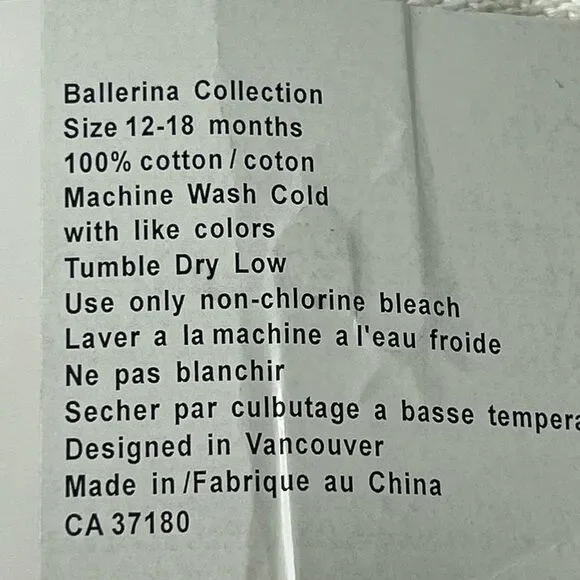 Ballerina Collection
Size 12-18 months
100% cotton / coton
Machine Wash Cold
with like colors
Tumble Dry Low
Use only non-chlorine bleach
Laver a la machine a l'eau froide
Ne pas blanchir
Secher par culbutage a basse
Designed in Vancouver
Made in /Fabrique au China
CA 37180